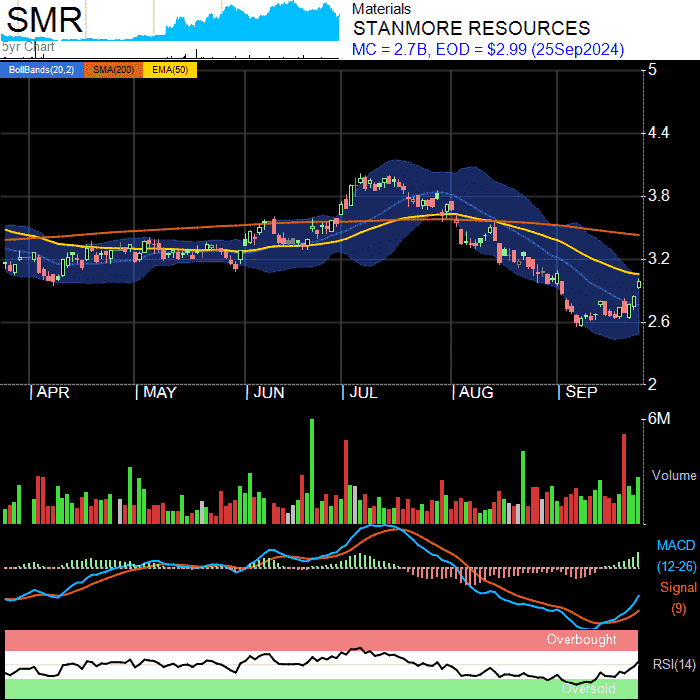 SMR
5yr Chart
Materials
STANMORE RESOURCES
MC = 2.7B, EOD = $2.99 (25Sep2024)
BollBands(20,2) SMA(200) EMA(50)
5
4.4
3.8
3.2
2.6
2
APR MAY JUN JUL AUG SEP
6M
Volume
MACD
(12-26)
Signal
(9)
Overbought
RSI(14)
Oversold